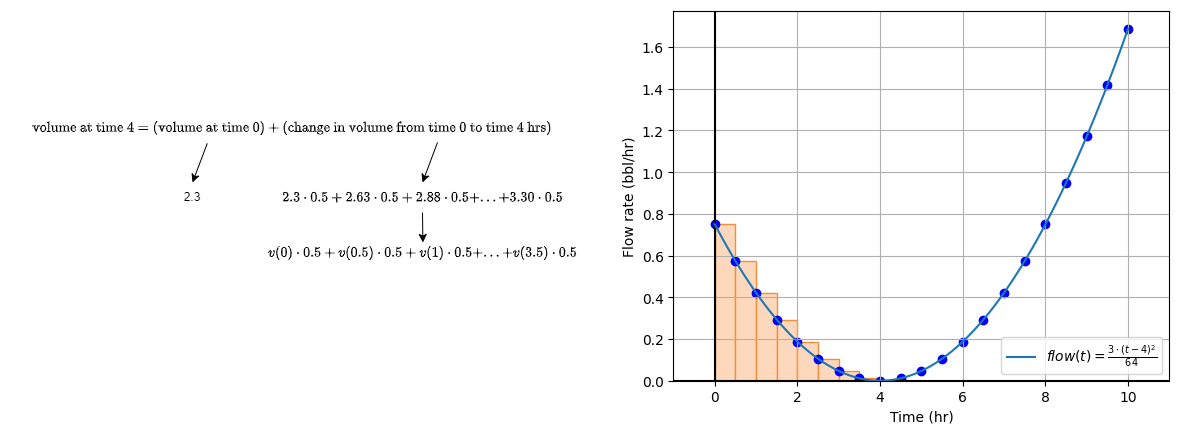 volume at time 4 = (volume at time 0) + (change in volume from time 0 to time 4 hrs)
2.3
2.3 · 0.5 + 2.63 · 0.5 + 2.88 · 0.5+...+3.30 · 0.5
v(0) · 0.5 + v(0.5) · 0.5 + v(1) · 0.5+...+v(3.5) · 0.5
Flow rate (bbl/hr)
1.6
1.4
1.2
1.0
0.8
0.6
0.4
0.2
0.0
flow(t) = \frac{3·(t−4)^2}{64}
0 2 4 6 8 10
Time (hr)